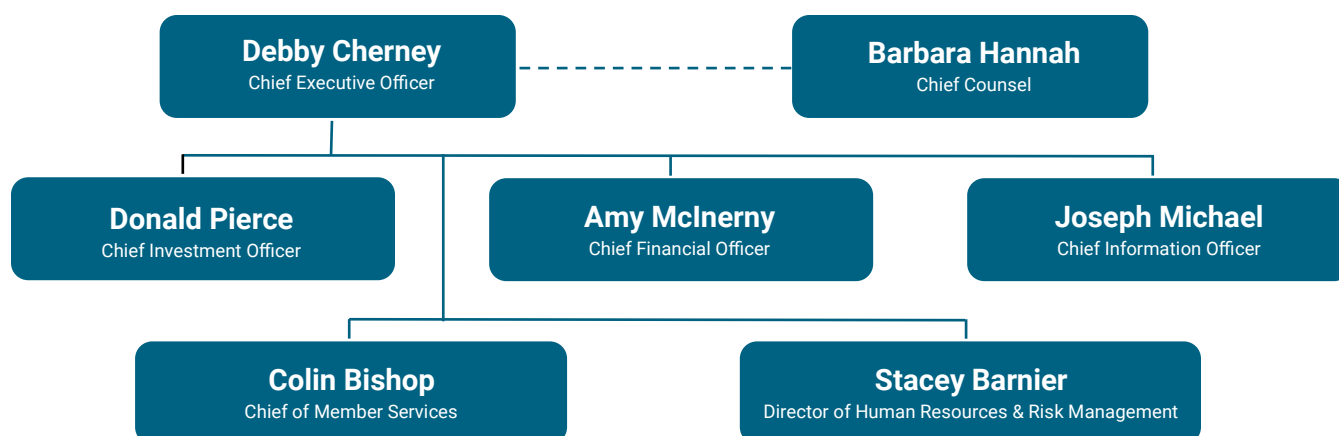 Debby Cherney
Chief Executive Officer
Barbara Hannah
Chief Counsel
Donald Pierce
Chief Investment Officer
Amy McInerny
Chief Financial Officer
Joseph Michael
Chief Information Officer
Colin Bishop
Chief of Member Services
Stacey Barnier
Director of Human Resources & Risk Management